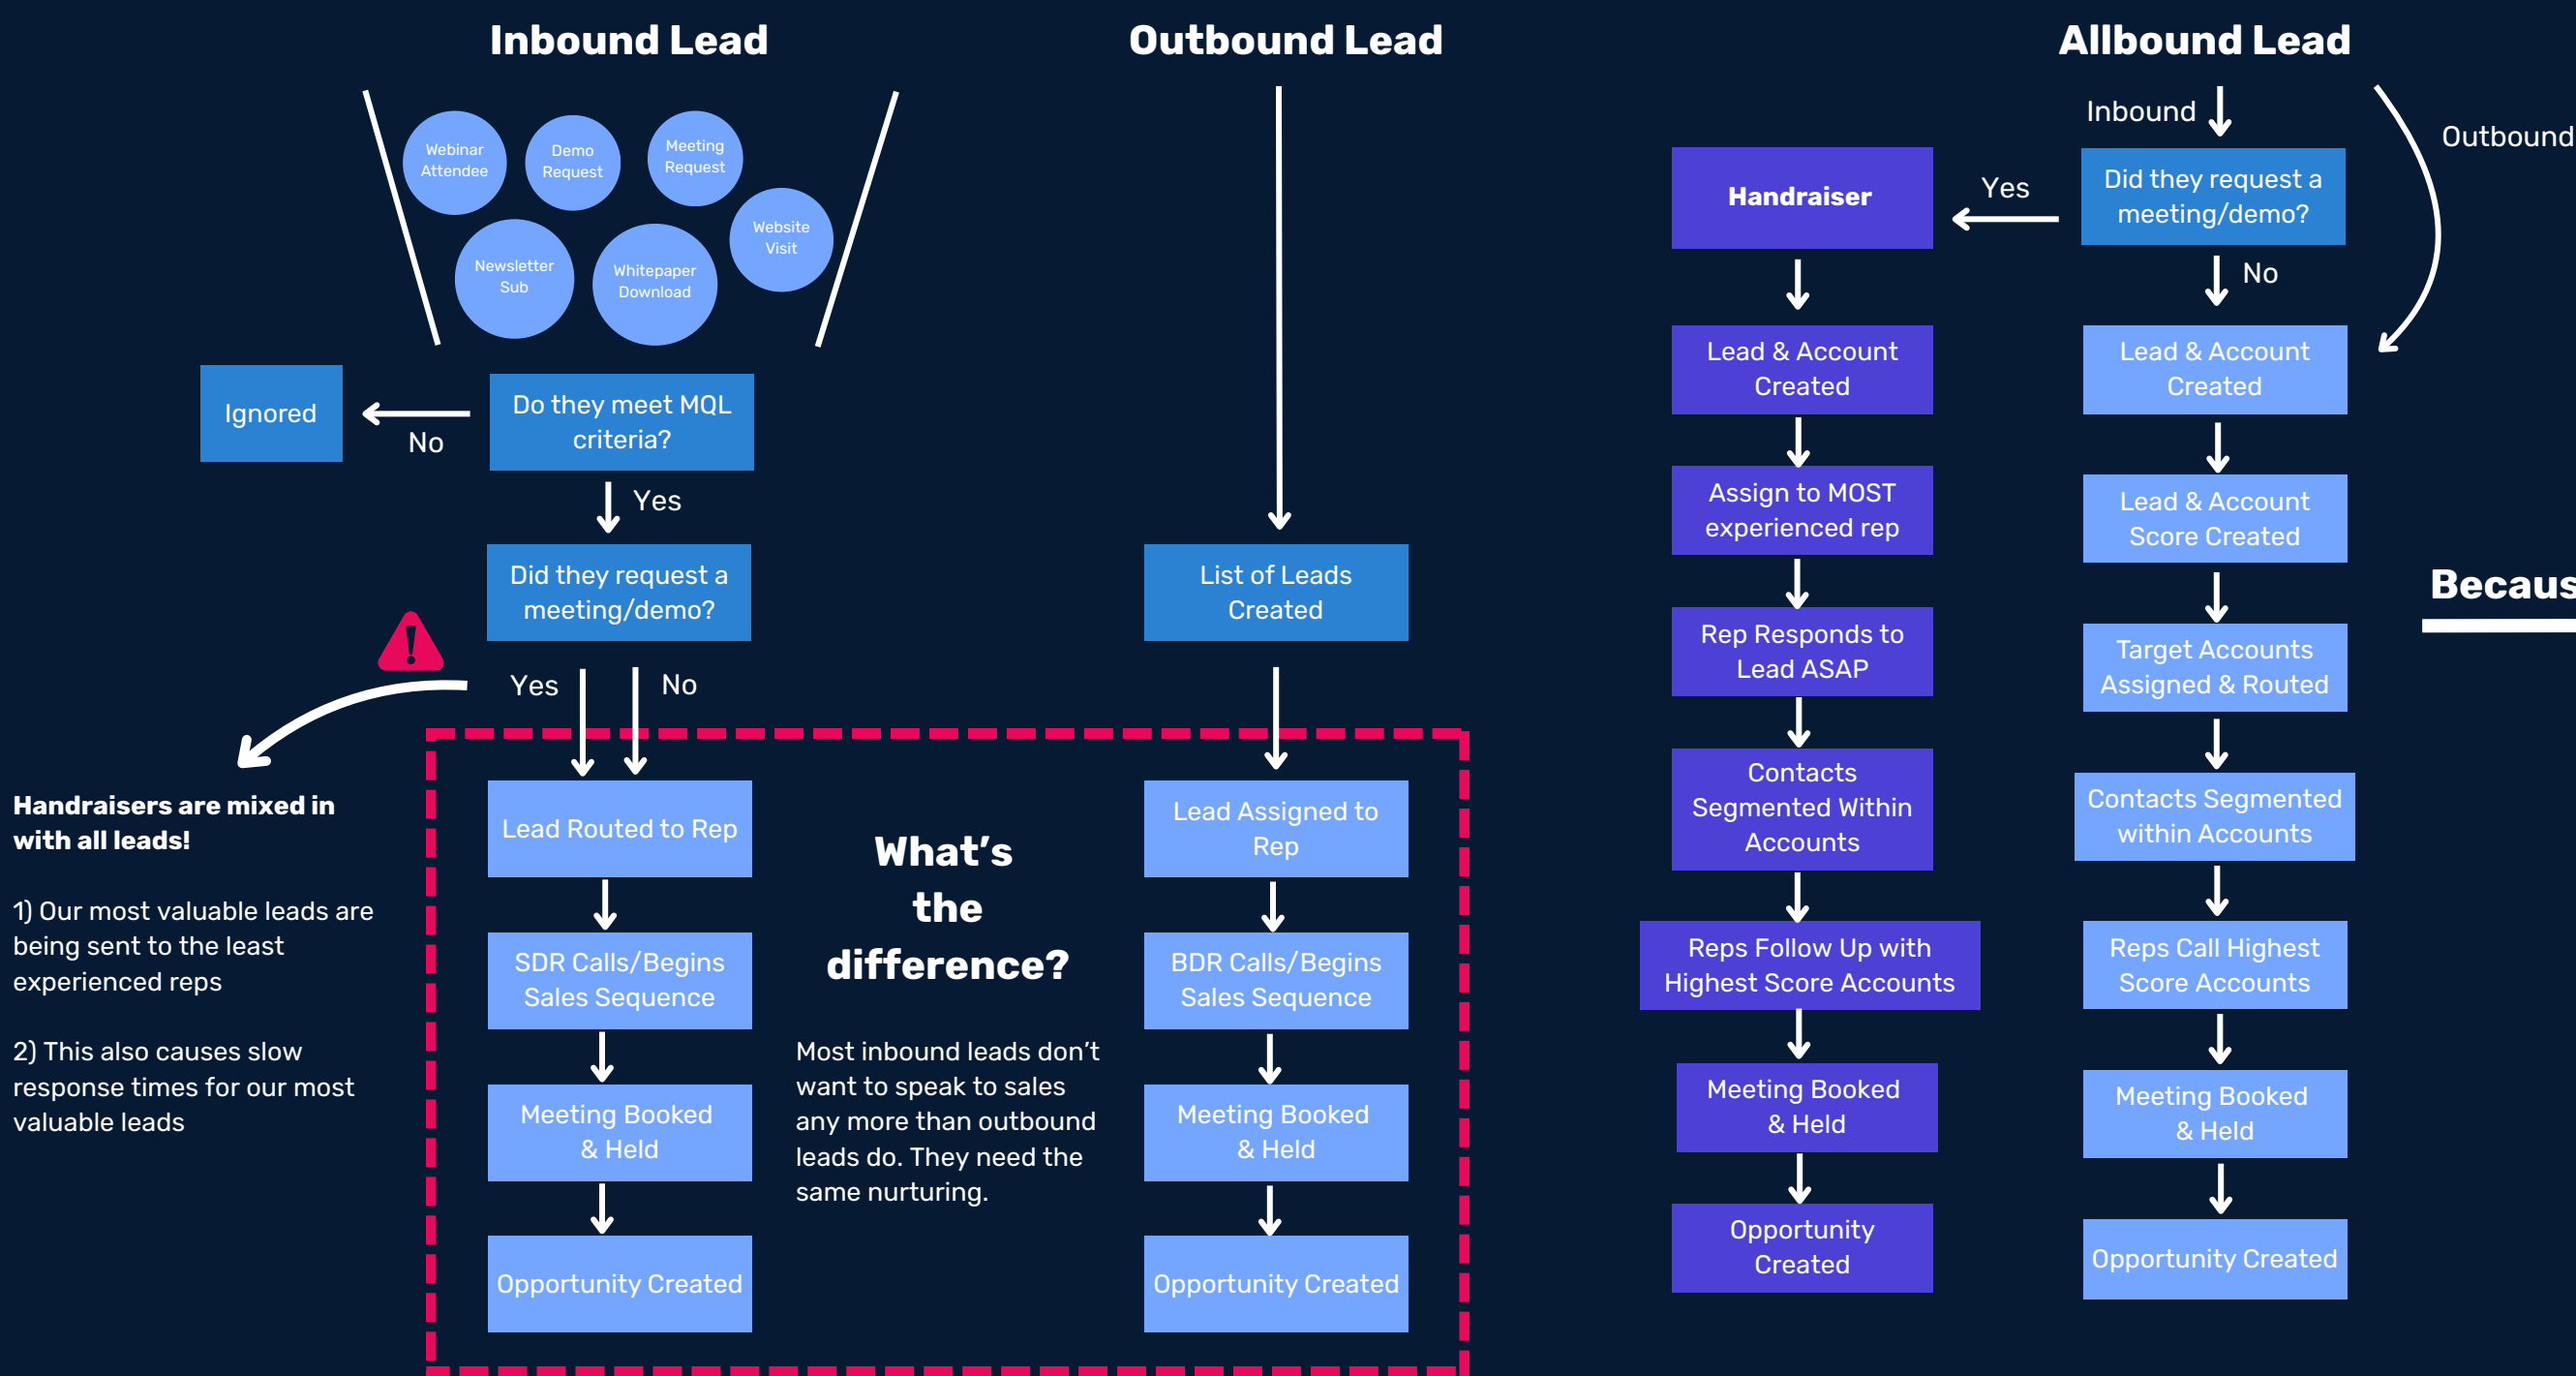 Inbound Lead
Webinar
Attendee
Demo
Request
Meeting
Request
Website
Visit
Newsletter
Sub
Whitepaper
Download
Ignored
No
Do they meet MQL
criteria?
Yes
Did they request a
meeting/demo?
!
Yes
No
Handraisers are mixed in
with all leads!
1) Our most valuable leads are
being sent to the least
experienced reps
2) This also causes slow
response times for our most
valuable leads
Lead Routed to Rep
SDR Calls/Begins
Sales Sequence
Meeting Booked
& Held
Opportunity Created
What's
the
difference?
Most inbound leads don't
want to speak to sales
any more than outbound
leads do. They need the
same nurturing.
Outbound Lead
List of Leads
Created
Lead Assigned to
Rep
BDR Calls/Begins
Sales Sequence
Meeting Booked
& Held
Opportunity Created
Allbound Lead
Inbound
Outbound
Did they request a
meeting/demo?
Yes
No
Handraiser
Lead & Account
Created
Assign to MOST
experienced rep
Rep Responds to
Lead ASAP
Contacts
Segmented Within
Accounts
Reps Follow Up with
Highest Score Accounts
Meeting Booked
& Held
Opportunity
Created
Lead & Account
Created
Lead & Account
Score Created
Target Accounts
Assigned & Routed
Contacts Segmented
within Accounts
Reps Call Highest
Score Accounts
Meeting Booked
& Held
Opportunity Created